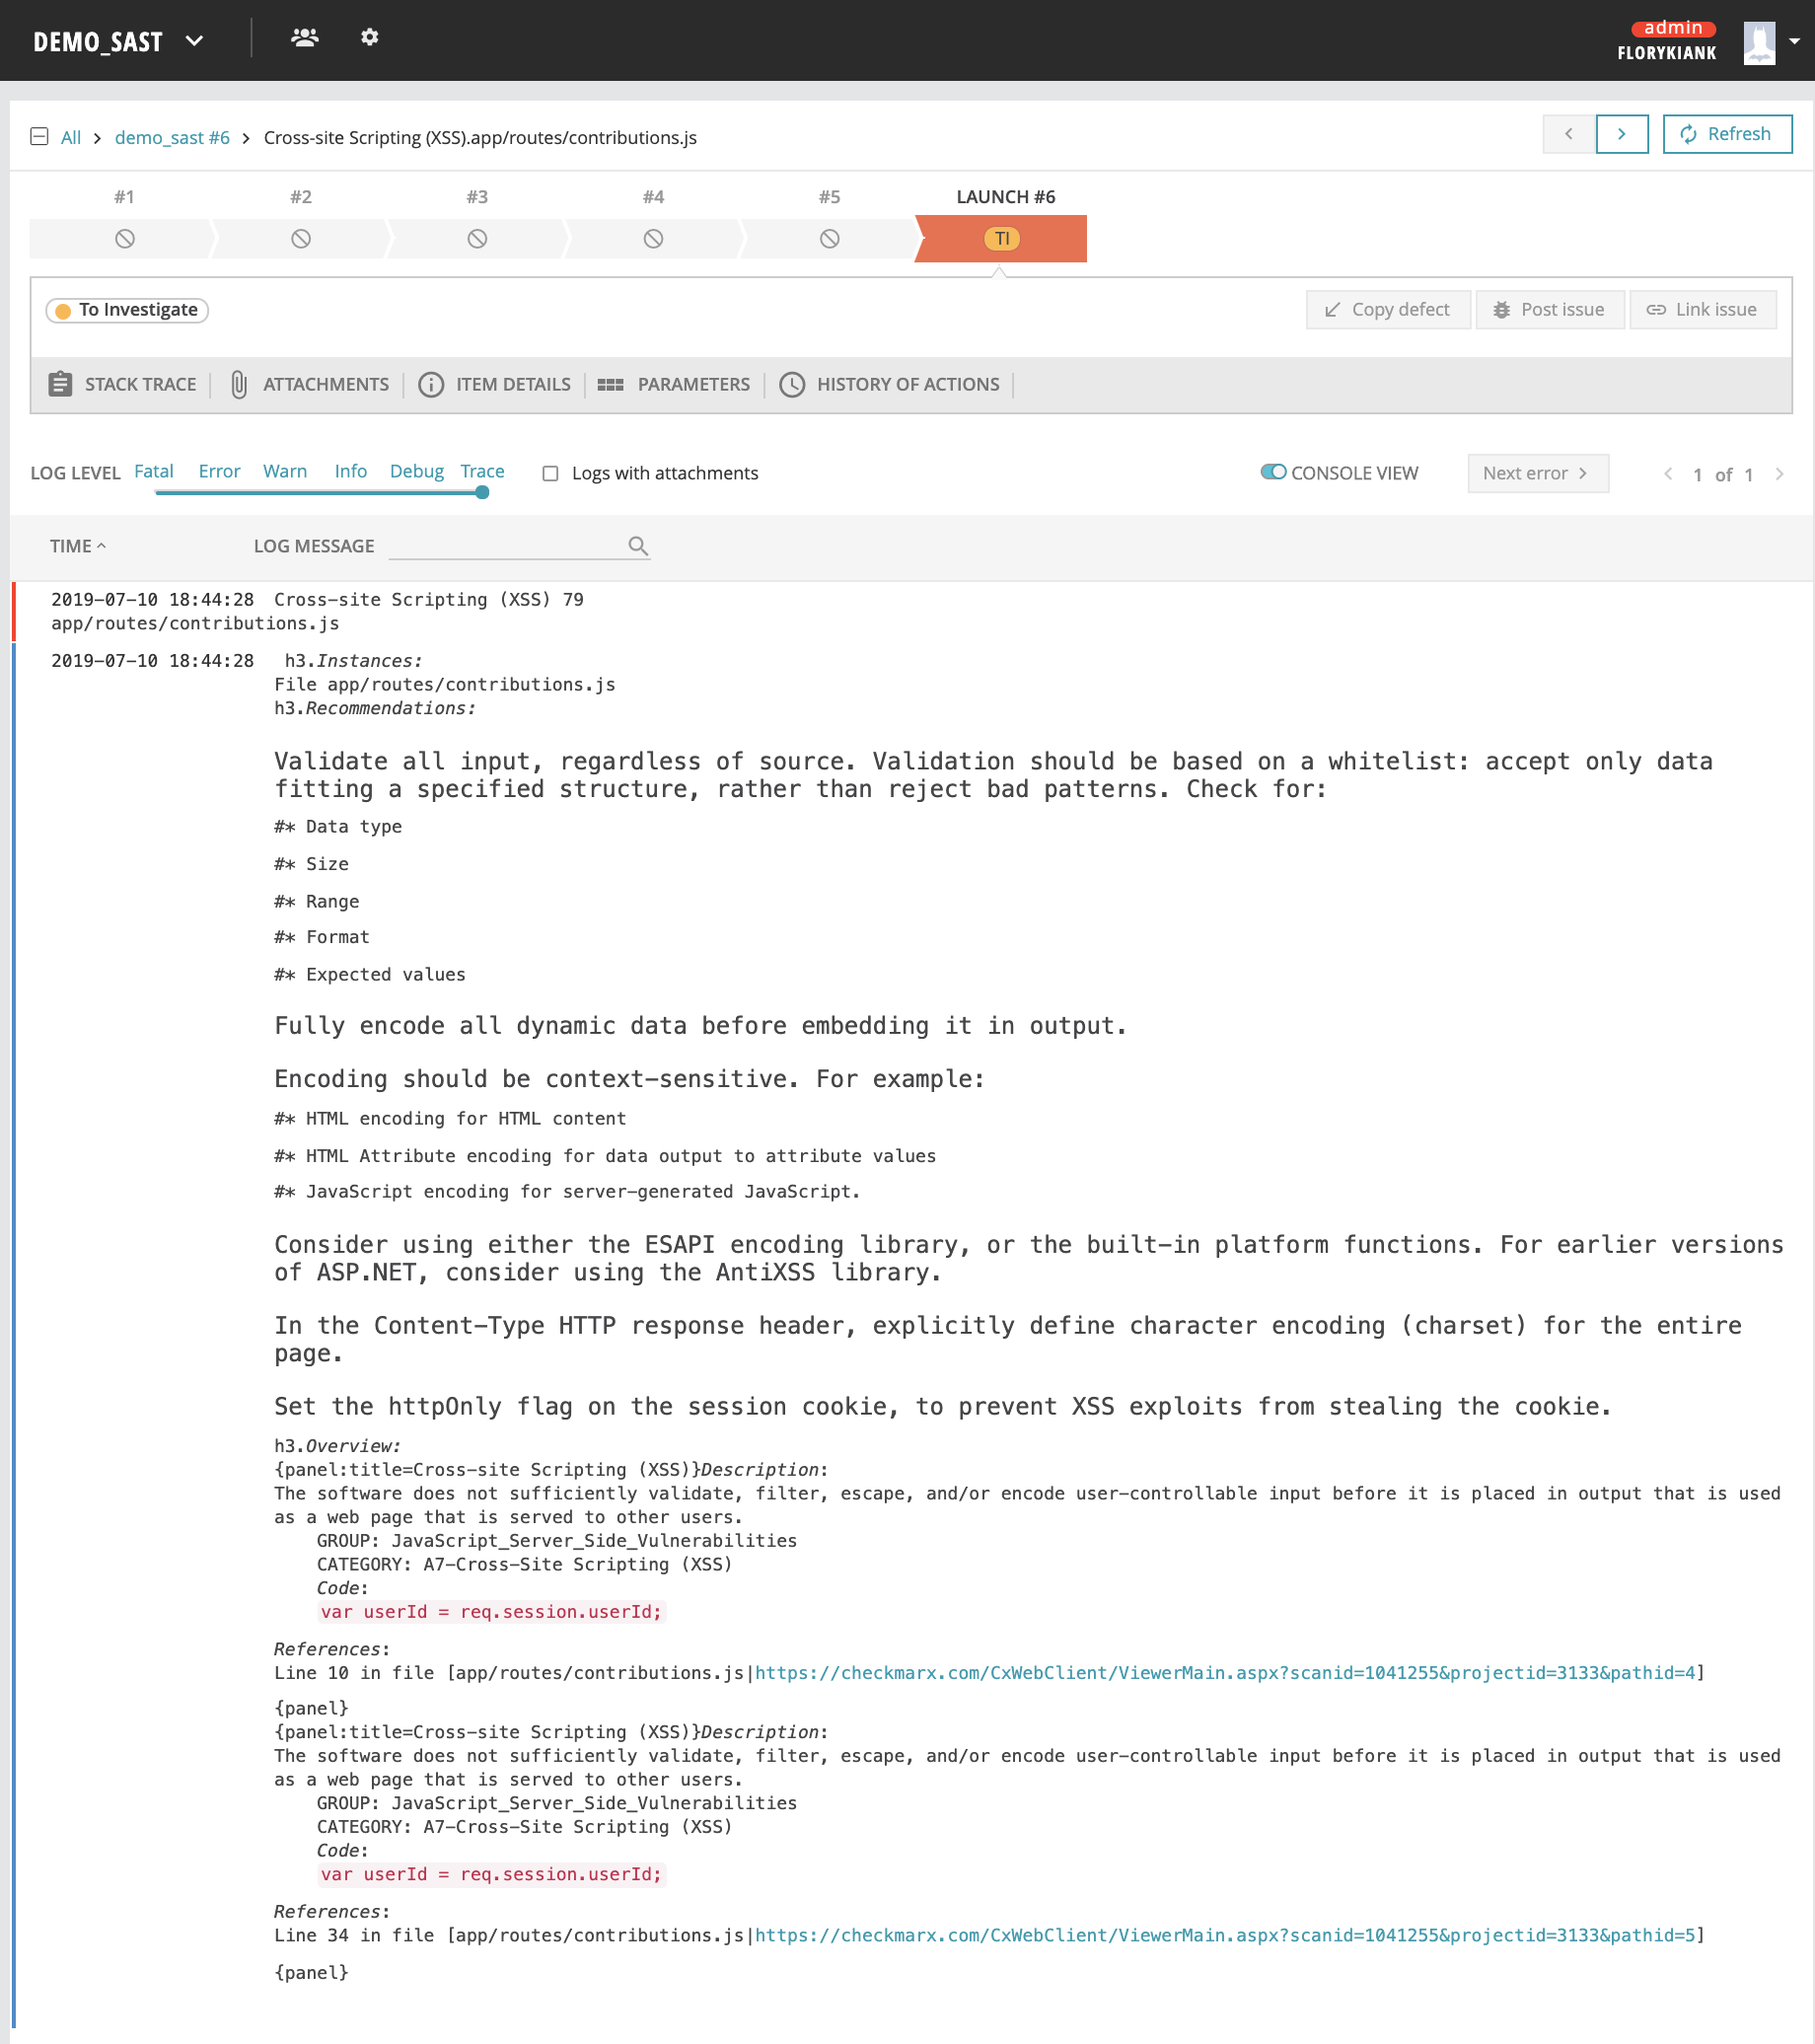 DEMO_SAST
admin
FLORYKIANK
All > demo_sast #6 > Cross-site Scripting (XSS).app/routes/contributions.js
Refresh
#1 #2 #3 #4 #5 LAUNCH #6
TI
To Investigate
Copy defect Post issue Link issue
STACK TRACE ATTACHMENTS ITEM DETAILS PARAMETERS HISTORY OF ACTIONS
LOG LEVEL Fatal Error Warn Info Debug Trace Logs with attachments CONSOLE VIEW Next error > < 1 of 1 >
TIME LOG MESSAGE
2019-07-10 18:44:28 Cross-site Scripting (XSS) 79
app/routes/contributions.js
2019-07-10 18:44:28 h3.Instances:
File app/routes/contributions.js
h3.Recommendations:
Validate all input, regardless of source. Validation should be based on a whitelist: accept only data
fitting a specified structure, rather than reject bad patterns. Check for:
#* Data type
#* Size
#* Range
#* Format
#* Expected values
Fully encode all dynamic data before embedding it in output.
Encoding should be context-sensitive. For example:
#* HTML encoding for HTML content
#* HTML Attribute encoding for data output to attribute values
#* JavaScript encoding for server-generated JavaScript.
Consider using either the ESAPI encoding library, or the built-in platform functions. For earlier versions
of ASP.NET, consider using the AntiXSS library.
In the Content-Type HTTP response header, explicitly define character encoding (charset) for the entire
page.
Set the httpOnly flag on the session cookie, to prevent XSS exploits from stealing the cookie.
h3.Overview:
{panel:title=Cross-site Scripting (XSS)}Description:
The software does not sufficiently validate, filter, escape, and/or encode user-controllable input before it is placed in output that is used
as a web page that is served to other users.
GROUP: JavaScript_Server_Side_Vulnerabilities
CATEGORY: A7-Cross-Site Scripting (XSS)
Code:
var userId = req.session.userId;
References:
Line 10 in file [app/routes/contributions.js|https://checkmarx.com/CxWebClient/ViewerMain.aspx?scanid=1041255&projectid=3133&pathid=4]
{panel}
{panel:title=Cross-site Scripting (XSS)}Description:
The software does not sufficiently validate, filter, escape, and/or encode user-controllable input before it is placed in output that is used
as a web page that is served to other users.
GROUP: JavaScript_Server_Side_Vulnerabilities
CATEGORY: A7-Cross-Site Scripting (XSS)
Code:
var userId = req.session.userId;
References:
Line 34 in file [app/routes/contributions.js|https://checkmarx.com/CxWebClient/ViewerMain.aspx?scanid=1041255&projectid=3133&pathid=5]
{panel}